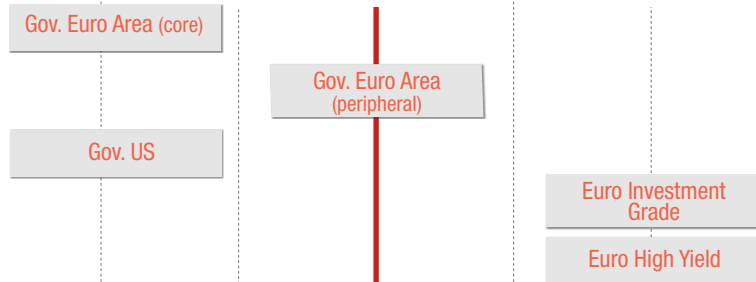 Gov. Euro Area (core)
Gov. Euro Area
(peripheral)
Gov. US
Euro Investment
Grade
Euro High Yield